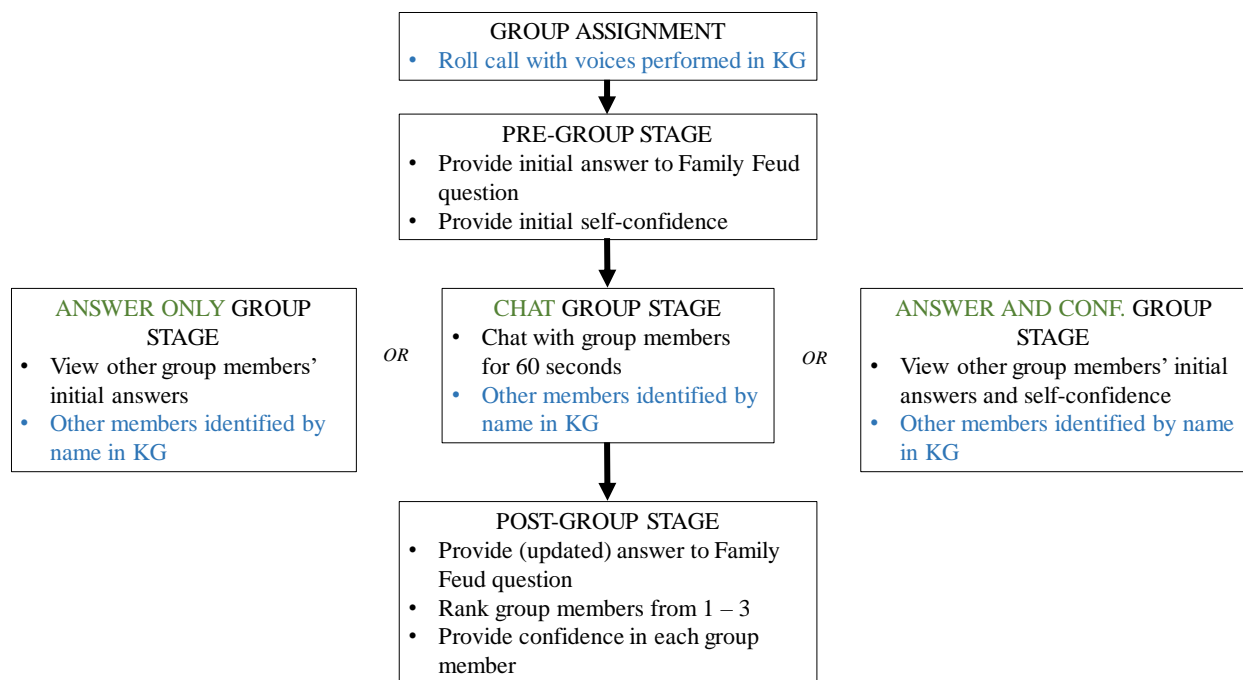 GROUP ASSIGNMENT
• Roll call with voices performed in KG
PRE-GROUP STAGE
• Provide initial answer to Family Feud
question
• Provide initial self-confidence
ANSWER ONLY GROUP
STAGE
• View other group members’
initial answers
• Other members identified by
name in KG
OR
CHAT GROUP STAGE
• Chat with group members
for 60 seconds
• Other members identified by
name in KG
OR
ANSWER AND CONF. GROUP
STAGE
• View other group members’ initial
answers and self-confidence
• Other members identified by name
in KG
POST-GROUP STAGE
• Provide (updated) answer to Family
Feud question
• Rank group members from 1 – 3
• Provide confidence in each group
member